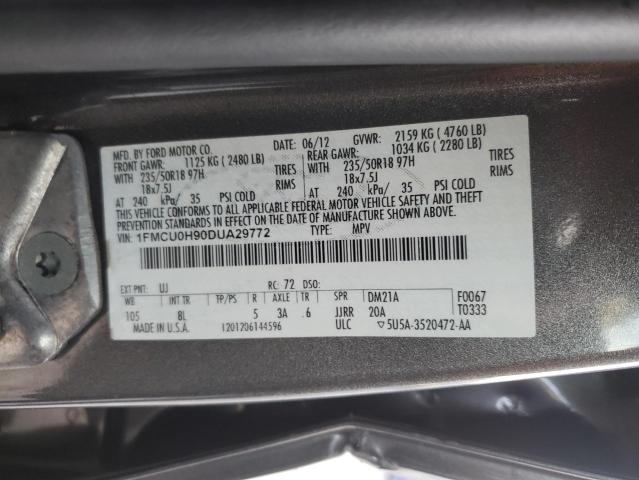 MFD. BY FORD MOTOR CO. DATE: 06/12 GVWR: 2159 KG ( 4760 LB)
FRONT GAWR: 1125 KG ( 2480 LB) REAR GAWR: 1034 KG ( 2280 LB)
WITH 235/50R18 97H TIRES WITH 235/50R18 97H TIRES
18x7.5J RIMS 18x7.5J RIMS
AT 240 kPa/ 35 PSI COLD AT 240 kPa/ 35 PSI COLD
THIS VEHICLE CONFORMS TO ALL APPLICABLE FEDERAL MOTOR VEHICLE SAFETY AND THEFT
PREVENTION STANDARDS IN EFFECT ON THE DATE OF MANUFACTURE SHOWN ABOVE.
VIN: 1FMCU0H90DUA29772 TYPE: MPV
EXT PNT: UJ RC: 72 DSO:
WB INT TR TP/PS R AXLE TR SPR DM21A F0067
105 8L 5 3A .6 JJRR 20A T0333
MADE IN U.S.A. 1201206144596 ULC ▽5U5A-3520472-AA